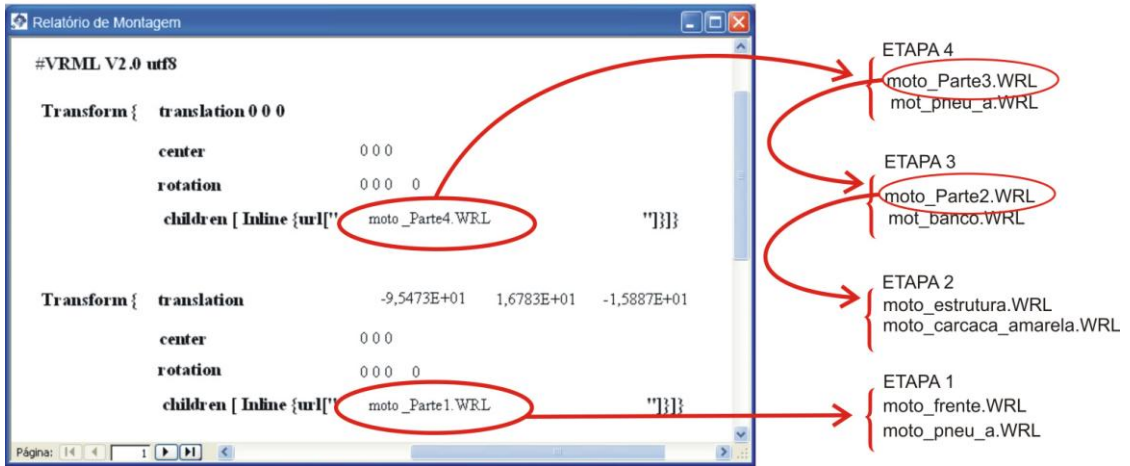 Relatório de Montagem
#VRML V2.0 utf8
Transform { translation 0 0 0
center 0 0 0
rotation 0 0 0 0
children [ Inline {url[" moto _Parte4.WRL "]}]}
Transform { translation -9,5473E+01 1,6783E+01 -1,5887E+01
center 0 0 0
rotation 0 0 0 0
children [ Inline {url[" moto _Parte1.WRL "]}]}
Página: 1
ETAPA 4
moto_Parte3.WRL
mot_pneu_a.WRL
ETAPA 3
moto_Parte2.WRL
mot_banco.WRL
ETAPA 2
moto_estrutura.WRL
moto_carcaca_amarela.WRL
ETAPA 1
moto_frente.WRL
moto_pneu_a.WRL